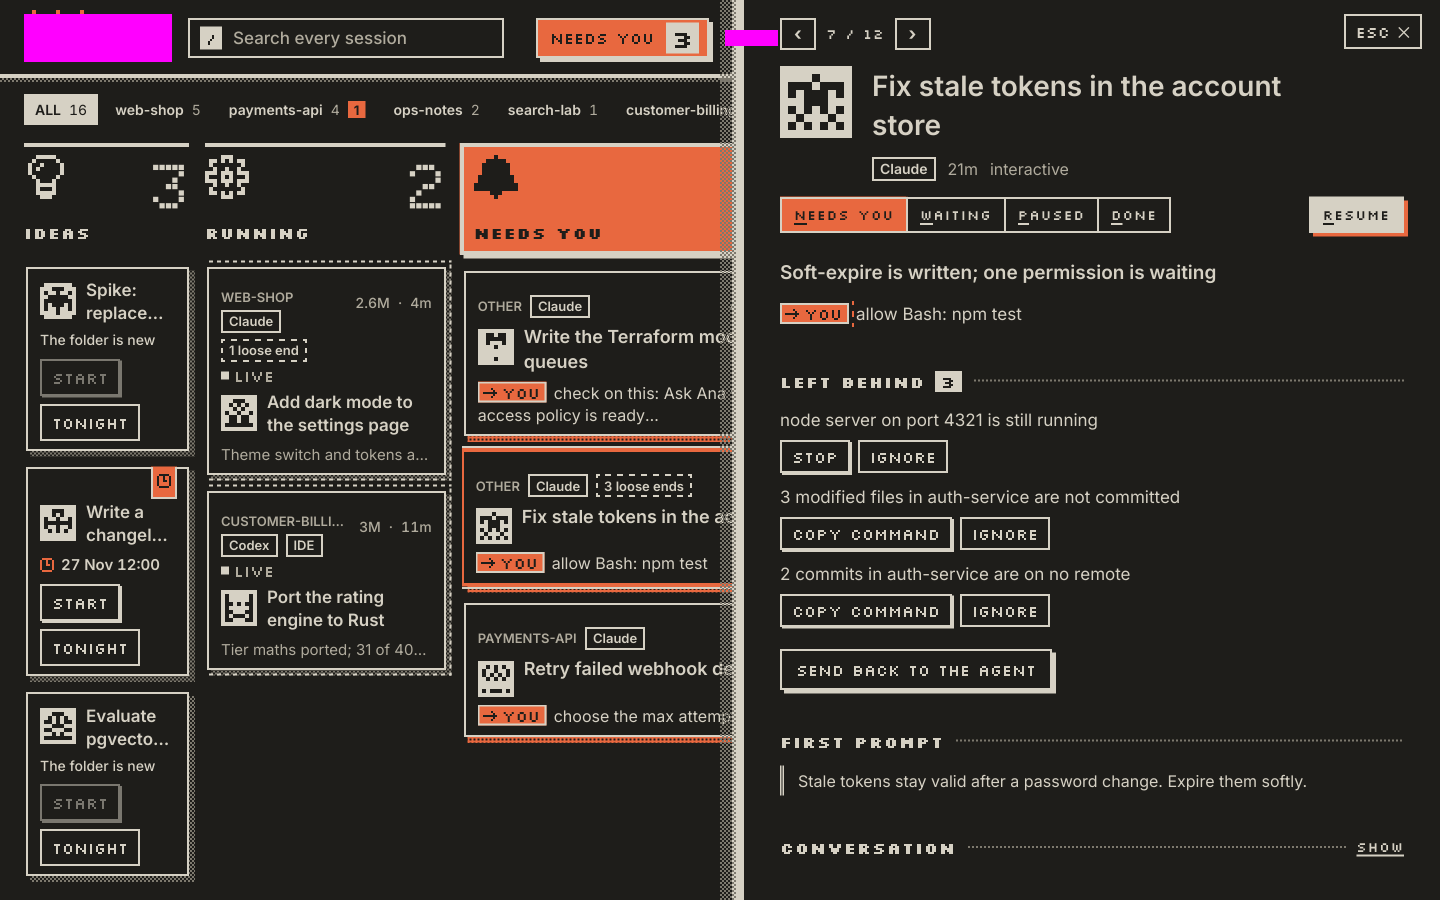 / Search every session
NEEDS YOU 3
ALL 16 web-shop 5 payments-api 4 1 ops-notes 2 search-lab 1
3
IDEAS
Spike:
replace...
The folder is new
START
TONIGHT
Write a
changel...
27 Nov 12:00
START
TONIGHT
Evaluate
pgvecto...
The folder is new
START
TONIGHT
2
RUNNING
WEB-SHOP 2.6M · 4m
Claude
1 loose end
LIVE
Add dark mode to
the settings page
Theme switch and tokens a...
CUSTOMER-BILLI... 3M · 11m
Codex IDE
LIVE
Port the rating
engine to Rust
Tier maths ported; 31 of 40...
NEEDS YOU
OTHER Claude
Write the Terraform
queues
→ YOU check on this: Ask Ana
access policy is ready...
OTHER Claude 3 loose ends
Fix stale tokens in the
→ YOU allow Bash: npm test
PAYMENTS-API Claude
Retry failed webhook
→ YOU choose the max
‹ 7 / 12 › ESC ×
Fix stale tokens in the account
store
Claude 21m interactive
NEEDS YOU WAITING PAUSED DONE RESUME
Soft-expire is written; one permission is waiting
→ YOU allow Bash: npm test
LEFT BEHIND 3
node server on port 4321 is still running
STOP IGNORE
3 modified files in auth-service are not committed
COPY COMMAND IGNORE
2 commits in auth-service are on no remote
COPY COMMAND IGNORE
SEND BACK TO THE AGENT
FIRST PROMPT
Stale tokens stay valid after a password change. Expire them softly.
CONVERSATION SHOW